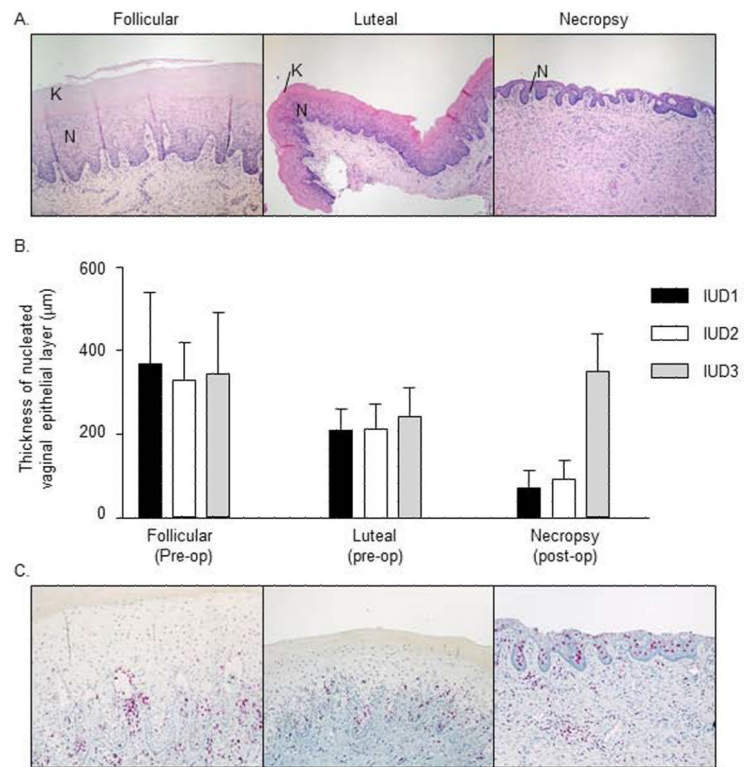 A.
Follicular
Luteal
Necropsy
K
N
K
N
N
B.
Thickness of nucleated
vaginal epithelial layer (µm)
600
400
200
0
IUD1
IUD2
IUD3
Follicular
(Pre-op)
Luteal
(pre-op)
Necropsy
(post-op)
C.